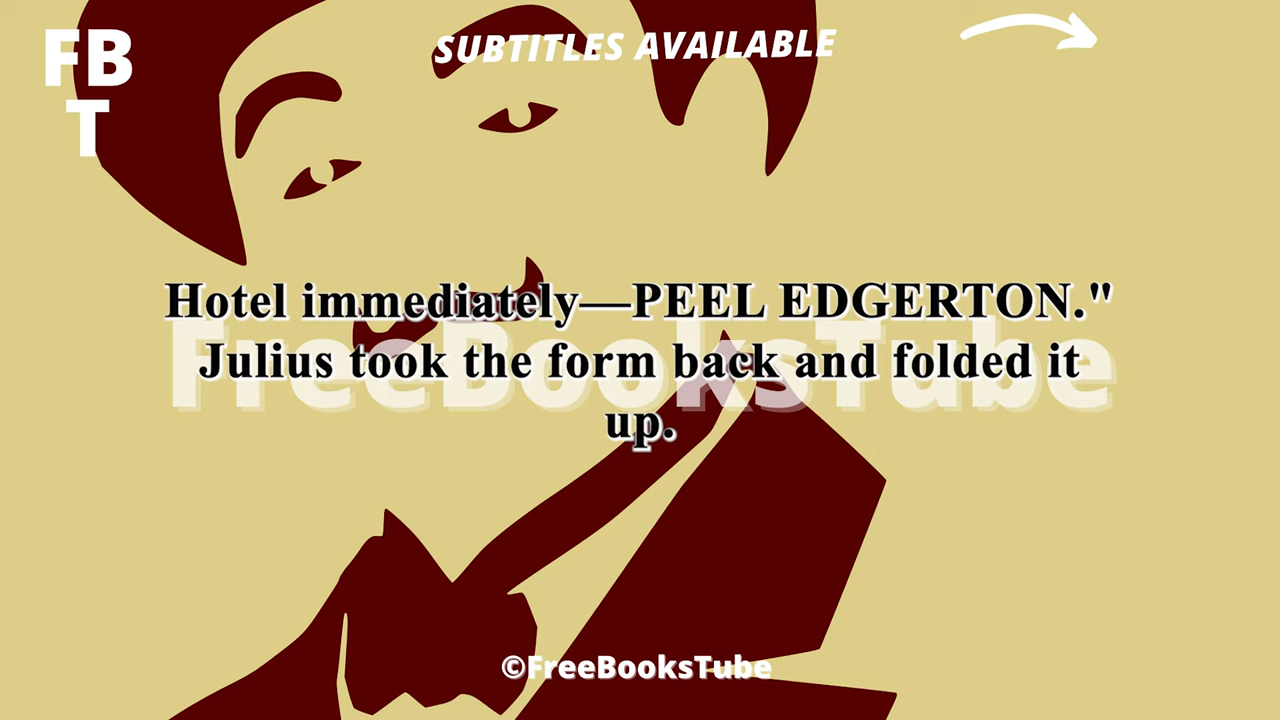 FB
T
SUBTITLES AVAILABLE
Hotel immediately—PEEL EDGERTON."
Julius took the form back and folded it
up.
FreeBooksTube
©FreeBooksTube